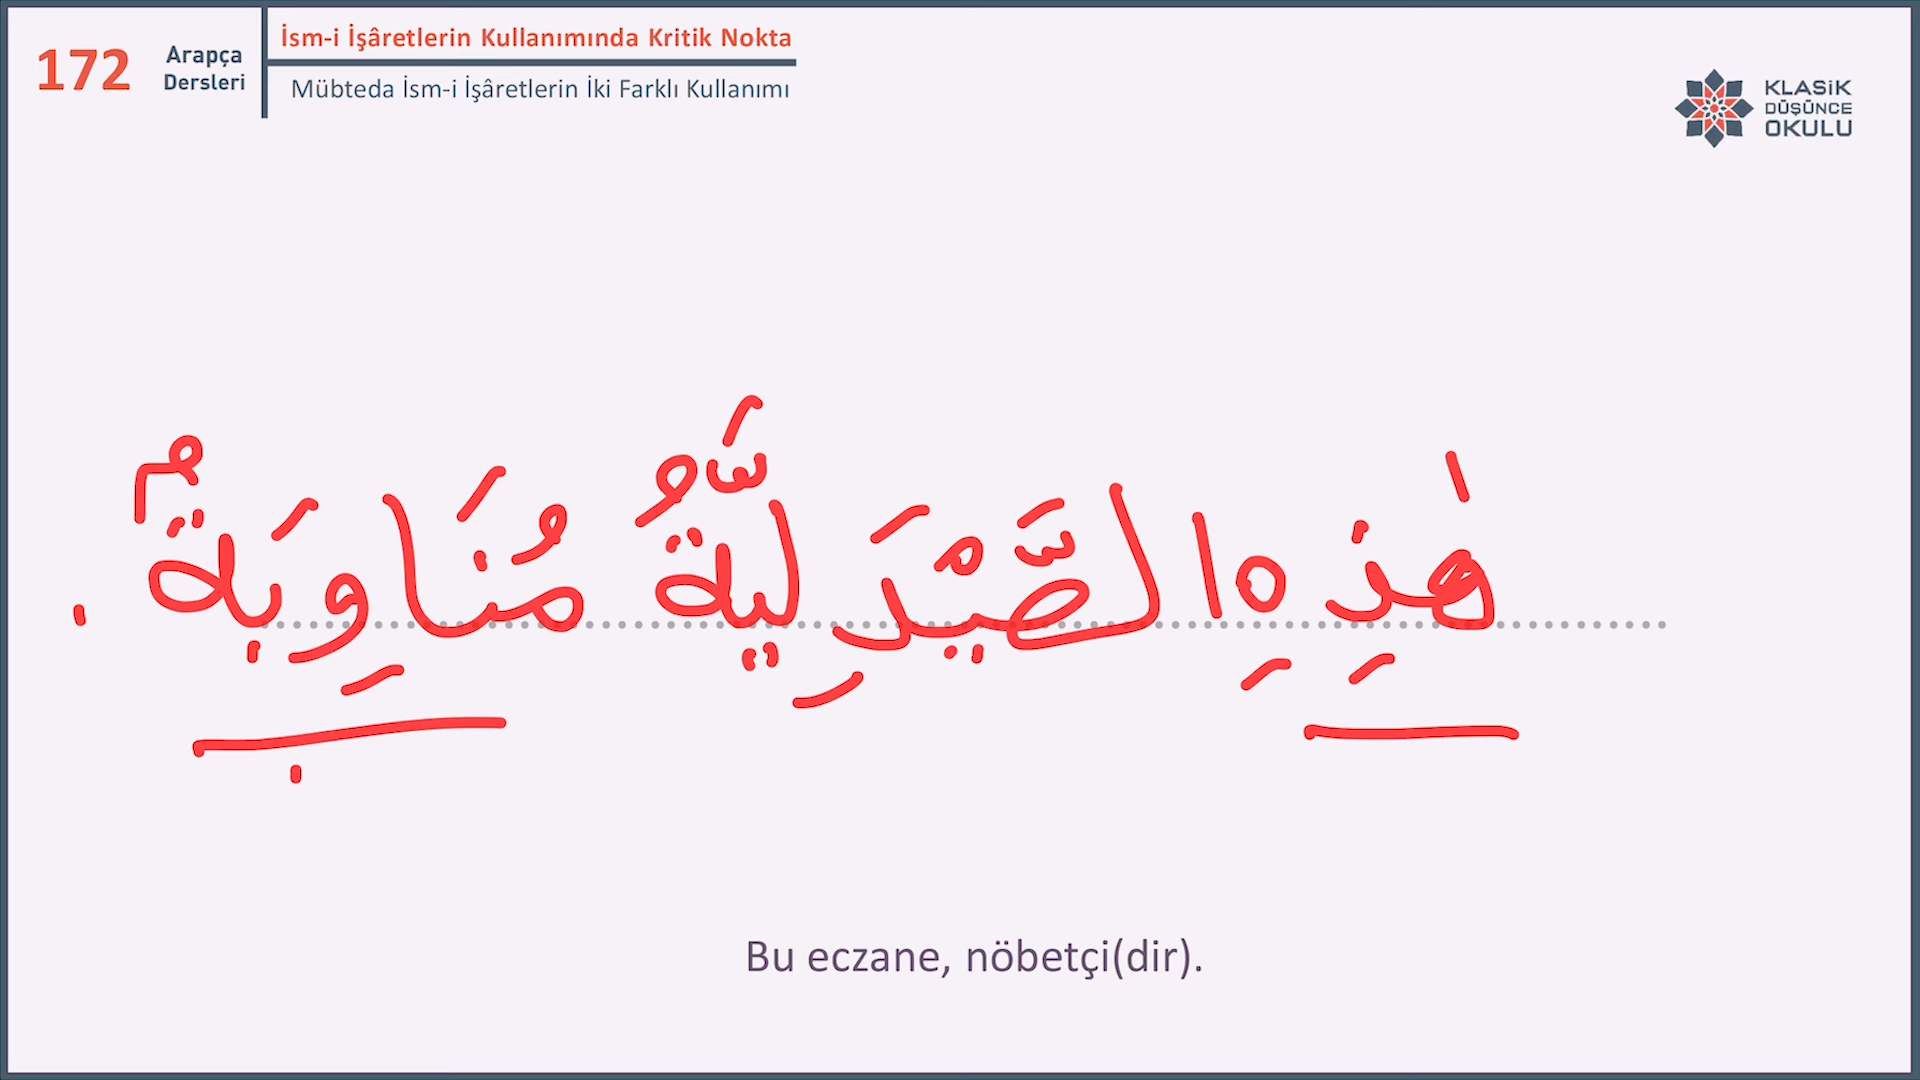 172
Arapça
Dersleri
İsm-i İşâretlerin Kullanımında Kritik Nokta
Mübteda İsm-i İşâretlerin İki Farklı Kullanımı
KLASİK
DÜŞÜNCE
OKULU
هٰذِهِ الصَّيْدَلِيَّةُ مُنَاوِبَةٌ .
Bu eczane, nöbetçi(dir).